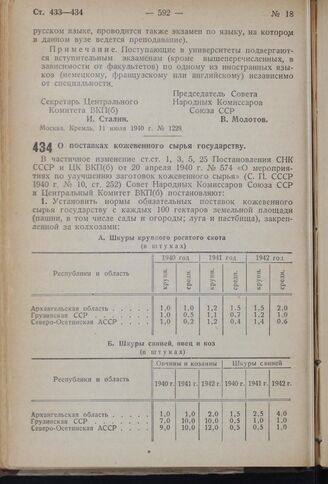 Ст. 433—434 — 592 — № 18
русском языке, проводится также экзамен по языку, на котором
в данном вузе ведется преподавание).
Примечание. Поступающие в университеты подвергают-
ся вступительным экзаменам (кроме вышеперечисленных, в
зависимости от факультетов) по одному из иностранных язы-
ков (немецкому, французскому или английскому) независимо
от специальности.
Председатель Совета
Секретарь Центрального Народных Комиссаров
Комитета ВКП(б) Союза ССР
И. Сталин. В. Молотов.
Москва, Кремль. 11 июля 1940 г. № 1228
434 О поставках кожевенного сырья государству.
В частичное изменение ст.ст. 1, 3, 5, 25 Постановления СНК
СССР и ЦК ВКП(б) от 20 апреля 1940 г. № 574 «О мероприя-
тиях по улучшению заготовок кожевенного сырья» (С. П. СССР
1940 г. № 10, ст. 252) Совет Народных Комиссаров Союза ССР
и Центральный Комитет ВКП(б) постановляют:
1. Установить нормы обязательных поставок кожевенного
сырья государству с каждых 100 гектаров земельной площади
(пашни, в том числе сады и огороды; луга и пастбища), закреп-
ленной за колхозами:
А. Шкуры крупного рогатого скота
(в штуках)
Республика и область 1940 год 1941 год 1942 год
крупн. средн. крупн. средн. крупн. средн.
Архангельская область . . . . . 1,0 1,0 1,2 1,5 1,5 2,0
Грузинская ССР . . . . . 1,0 0,5 1,1 0,7 1,2 1,0
Северо-Осетинская АССР . . . . 1,0 0,2 1,2 0,4 1,4 0,6
Б. Шкуры свиней, овец и коз
(в штуках)
Республики и область Овчины и козлины Шкуры свиней
1940 г. 1941 г. 1942 г. 1940 г. 1941 г. 1942 г.
Архангельская область . . . . . 1,0 1,0 2,0 1,5 2,5 4,0
Грузинская ССР . . . . . 7,0 10,0 10,0 0,5 1,0 1,0
Северо-Осетинская АССР . . . . 9,0 10,0 12,0 0,5 0,5 1,0